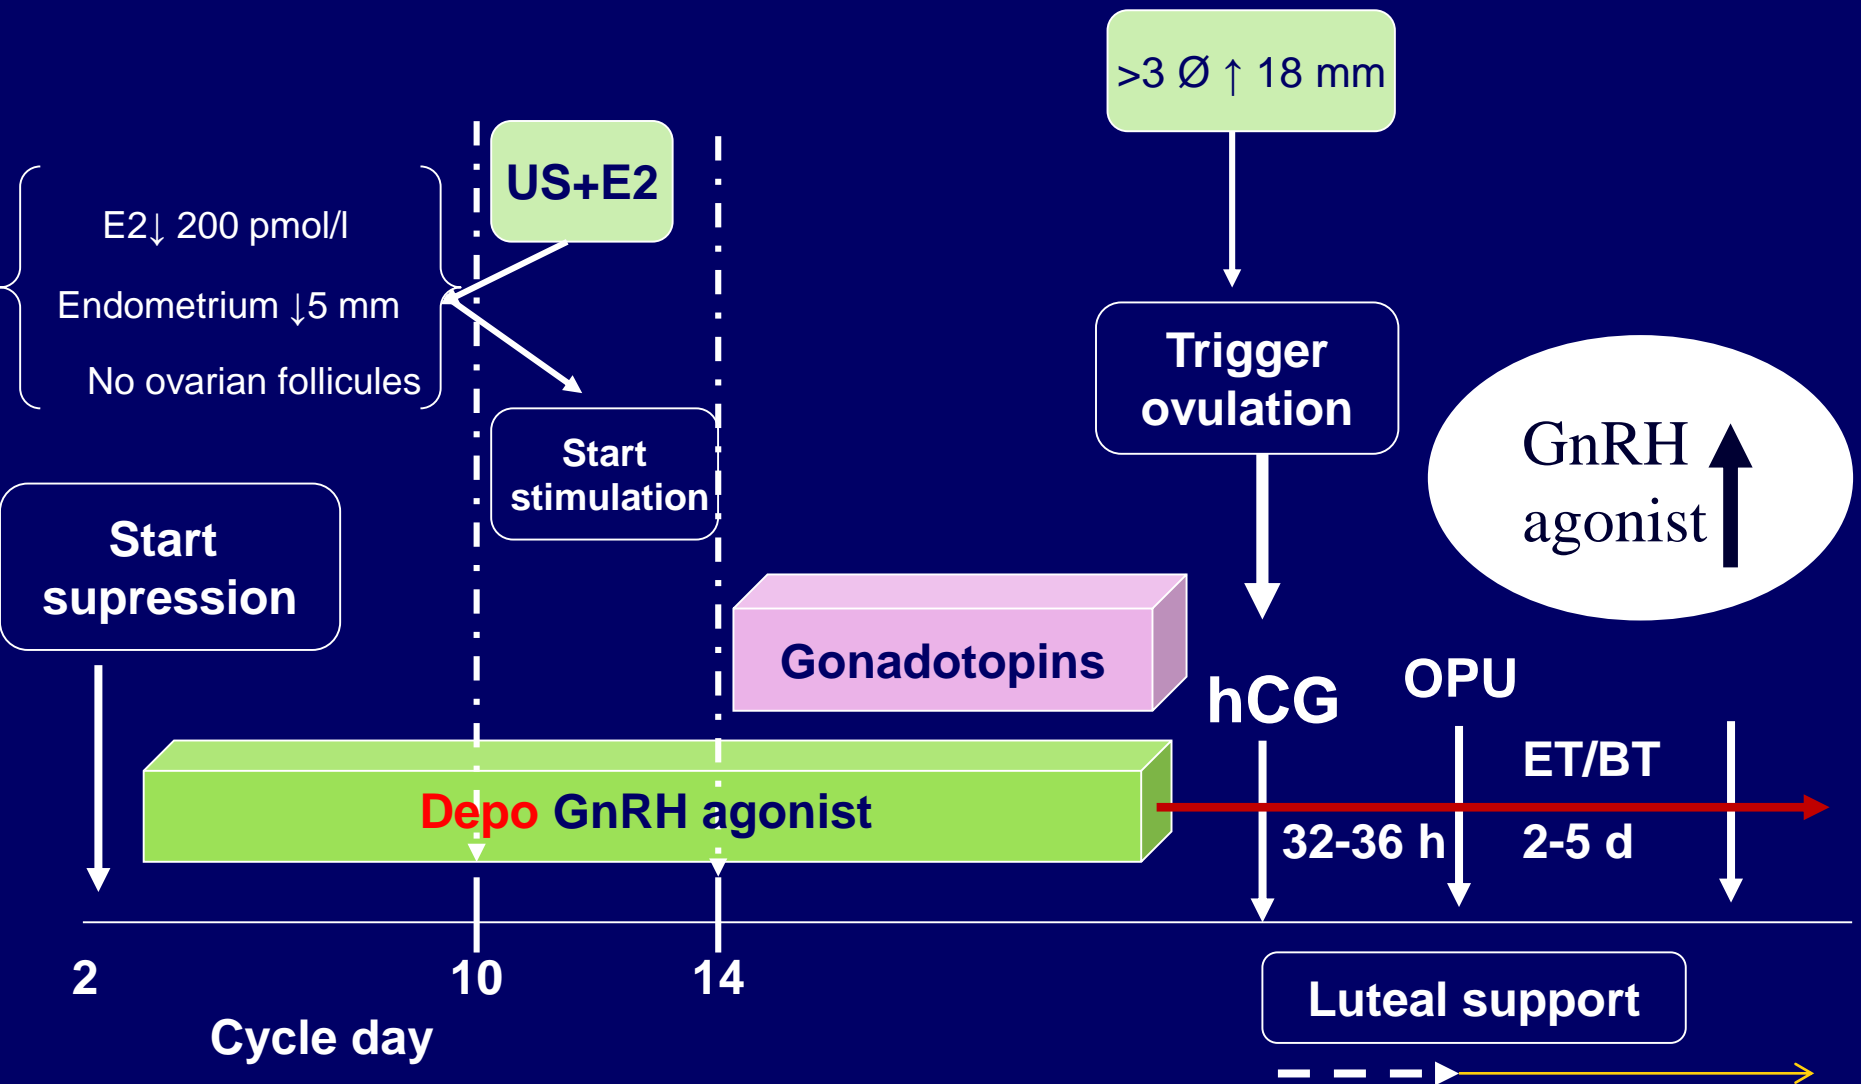 >3 Ø ↑ 18 mm
US+E2
E2↓ 200 pmol/l
Endometrium ↓5 mm
No ovarian follicules
Trigger
ovulation
GnRH
agonist
Start
stimulation
Start
supression
Gonadotopins
hCG
OPU
ET/BT
Depo GnRH agonist
32-36 h
2-5 d
2
10
14
Luteal support
Cycle day